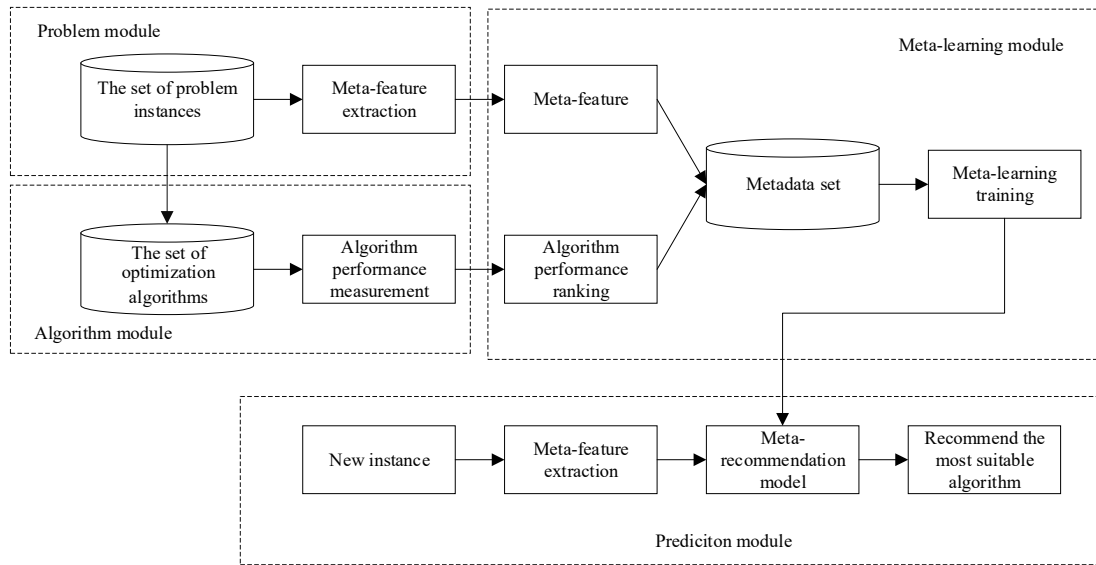 Problem module
The set of problem
instances
Meta-feature
extraction
Meta-learning module
Meta-feature
Metadata set
Meta-learning
training
The set of
optimization
algorithms
Algorithm
performance
measurement
Algorithm
performance
ranking
Algorithm module
New instance
Meta-feature
extraction
Meta-
recommendation
model
Recommend the
most suitable
algorithm
Prediciton module